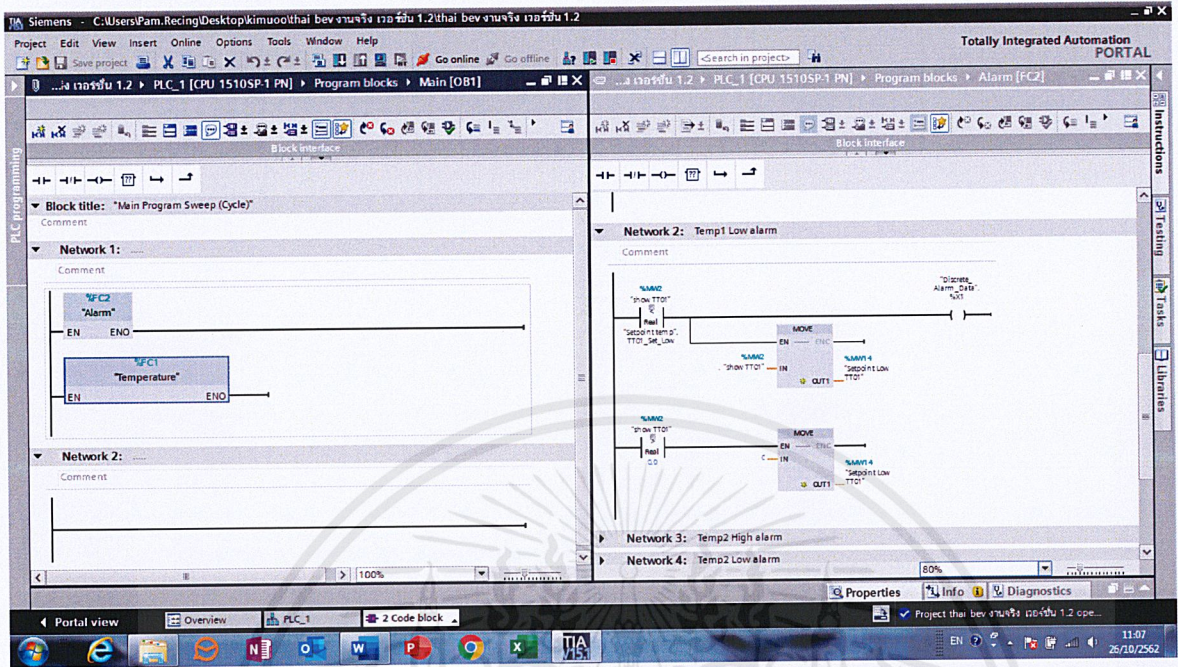 Siemens - C:\Users\Pam.Recing\Desktop\kimuoo\thai bev งานจริง เวอร์ชั่น 1.2\thai bev งานจริง เวอร์ชั่น 1.2
Project Edit View Insert Online Options Tools Window Help
Totally Integrated Automation
PORTAL
Save project
Go online
Go offline
<Search in project>
...ง เวอร์ชั่น 1.2 ▸ PLC_1 [CPU 1510SP-1 PN] ▸ Program blocks ▸ Main [OB1]
Block interface
Block title: "Main Program Sweep (Cycle)"
Comment
Network 1: .....
Comment
%FC2
"Alarm"
EN ENO
%FC1
"Temperature"
EN ENO
Network 2: .....
Comment
100%
...ง เวอร์ชั่น 1.2 ▸ PLC_1 [CPU 1510SP-1 PN] ▸ Program blocks ▸ Alarm [FC2]
Block interface
Network 2: Temp1 Low alarm
Comment
%MW2
"show TT01"
Real
"Setpoint temp".
TT01_Set_Low
"Discrete_
Alarm_Data".
%X1
MOVE
EN ENO
%MW2
"show TT01" IN
OUT1
%MW14
"Setpoint Low
TT01"
%MW2
"show TT01"
Real
0.0
MOVE
EN ENO
IN
OUT1
%MW14
"Setpoint Low
TT01"
Network 3: Temp2 High alarm
Network 4: Temp2 Low alarm
80%
PLC programming
Instructions
Testing
Tasks
Libraries
Properties Info Diagnostics
Portal view
Overview
PLC_1
2 Code block
Project thai bev งานจริง เวอร์ชั่น 1.2 ope...
TIA
V15.1
EN
11:07
26/10/2562